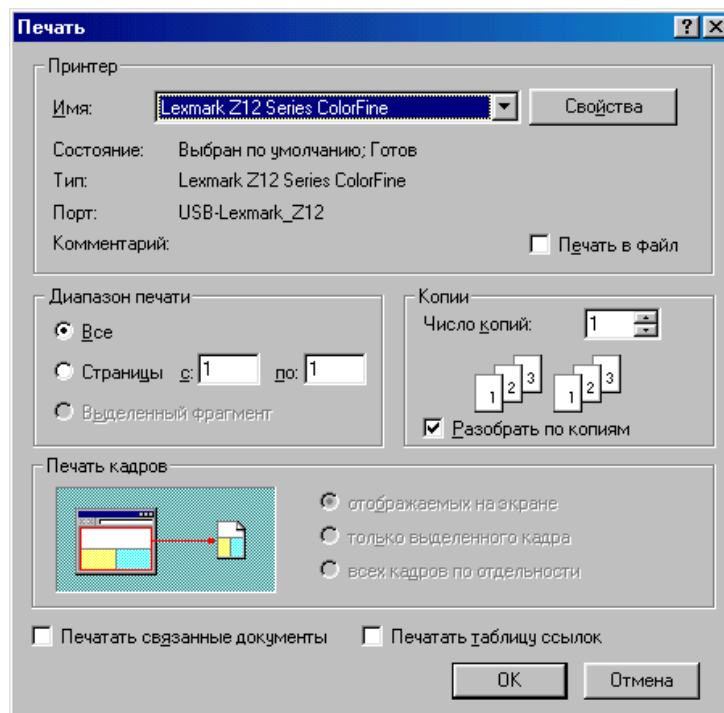 Печать
Принтер
Имя: Lexmark Z12 Series ColorFine Свойства
Состояние: Выбран по умолчанию; Готов
Тип: Lexmark Z12 Series ColorFine
Порт: USB-Lexmark_Z12
Комментарий: Печать в файл
Диапазон печати
Все
Страницы с: 1 по: 1
Выделенный фрагмент
Копии
Число копий: 1
1 2 3 1 2 3
Разобрать по копиям
Печать кадров
отображаемых на экране
только выделенного кадра
всех кадров по отдельности
Печатать связанные документы Печатать таблицу ссылок
OK Отмена